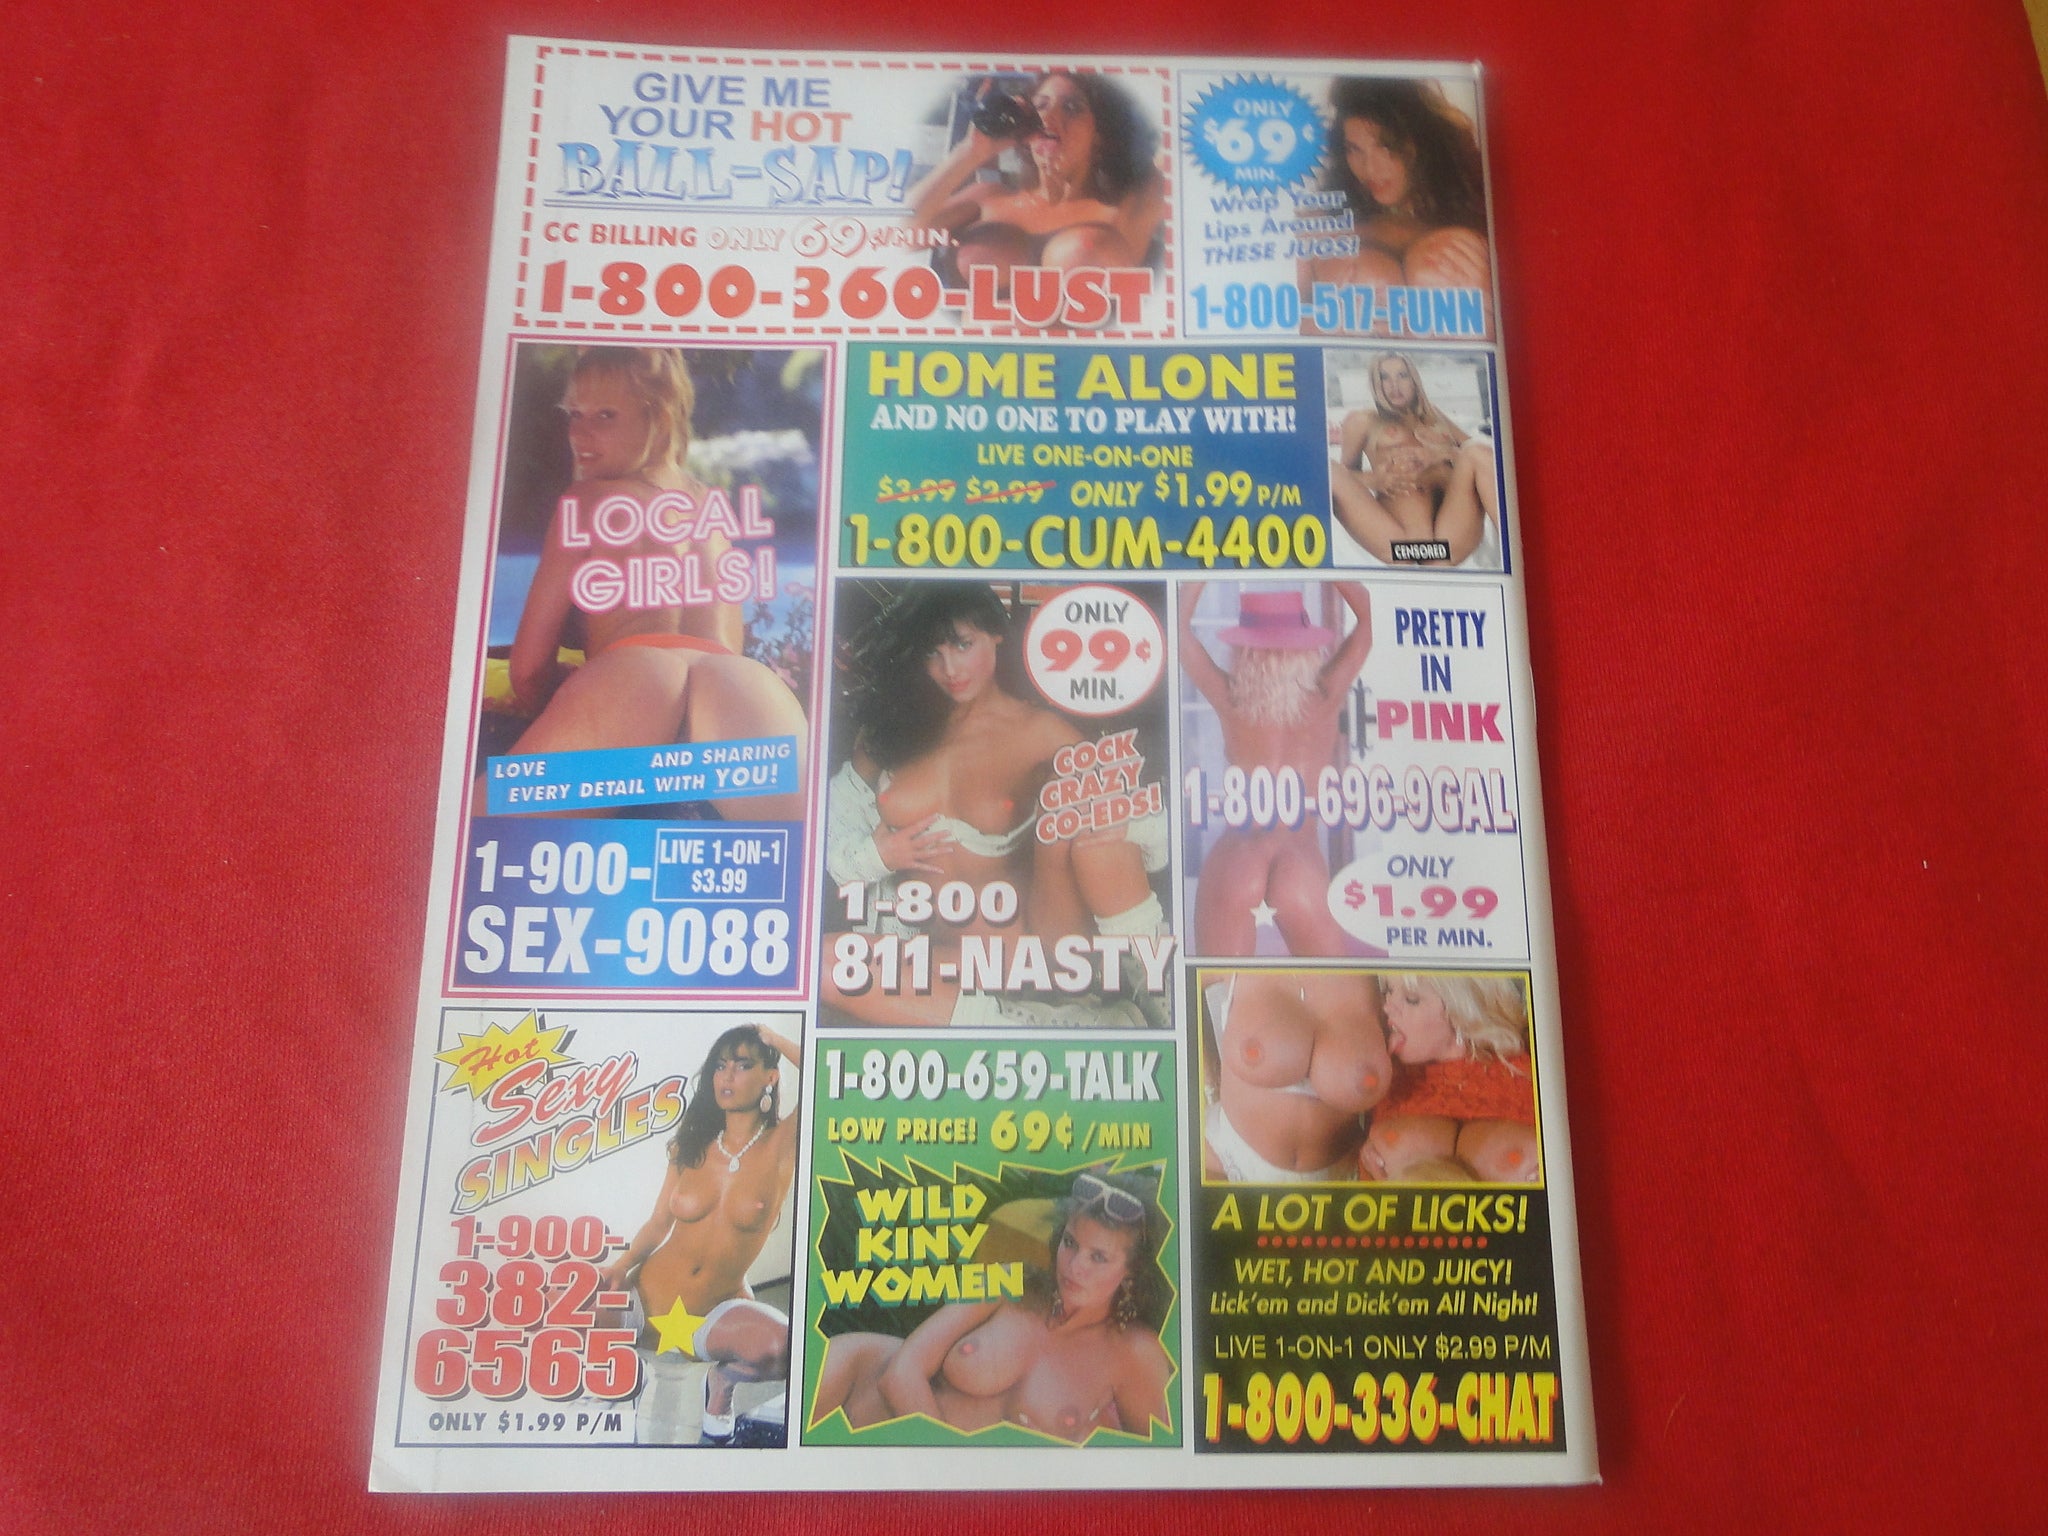 GIVE ME
YOUR HOT
BALL-SAP!
CC BILLING ONLY 69¢/MIN.
1-800-360-LUST
ONLY
$69¢
MIN.
Wrap Your
Lips Around
THESE JUGS!
1-800-517-FUNN
LOCAL
GIRLS!
LOVE AND SHARING
EVERY DETAIL WITH YOU!
1-900-
LIVE 1-ON-1
$3.99
SEX-9088
HOME ALONE
AND NO ONE TO PLAY WITH!
LIVE ONE-ON-ONE
$3.99 $2.99 ONLY $1.99 P/M
1-800-CUM-4400
CENSORED
ONLY
99¢
MIN.
COCK
CRAZY
CO-EDS!
1-800
811-NASTY
PRETTY
IN
PINK
1-800-696-9GAL
ONLY
$1.99
PER MIN.
Hot
Sexy
SINGLES
1-900-
382-
6565
ONLY $1.99 P/M
1-800-659-TALK
LOW PRICE! 69¢ /MIN
WILD
KINY
WOMEN
A LOT OF LICKS!
WET, HOT AND JUICY!
Lick'em and Dick'em All Night!
LIVE 1-ON-1 ONLY $2.99 P/M
1-800-336-CHAT